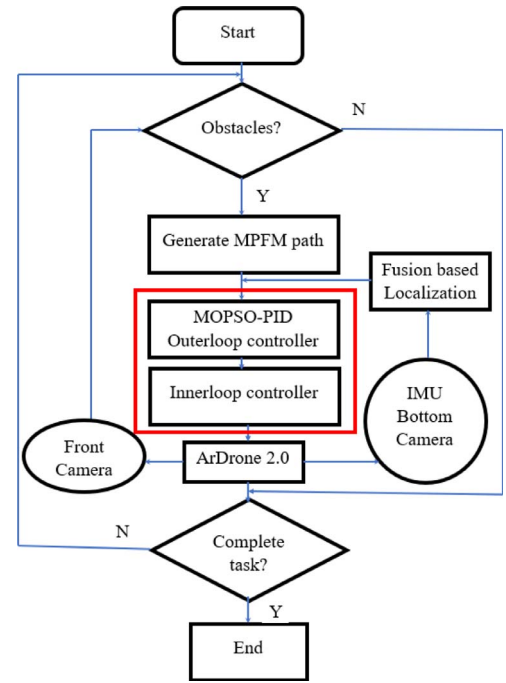 Start
Obstacles?
N
Y
Generate MPFM path
Fusion based
Localization
MOPSO-PID
Outerloop controller
Innerloop controller
IMU
Bottom
Camera
Front
Camera
ArDrone 2.0
N
Complete
task?
Y
End